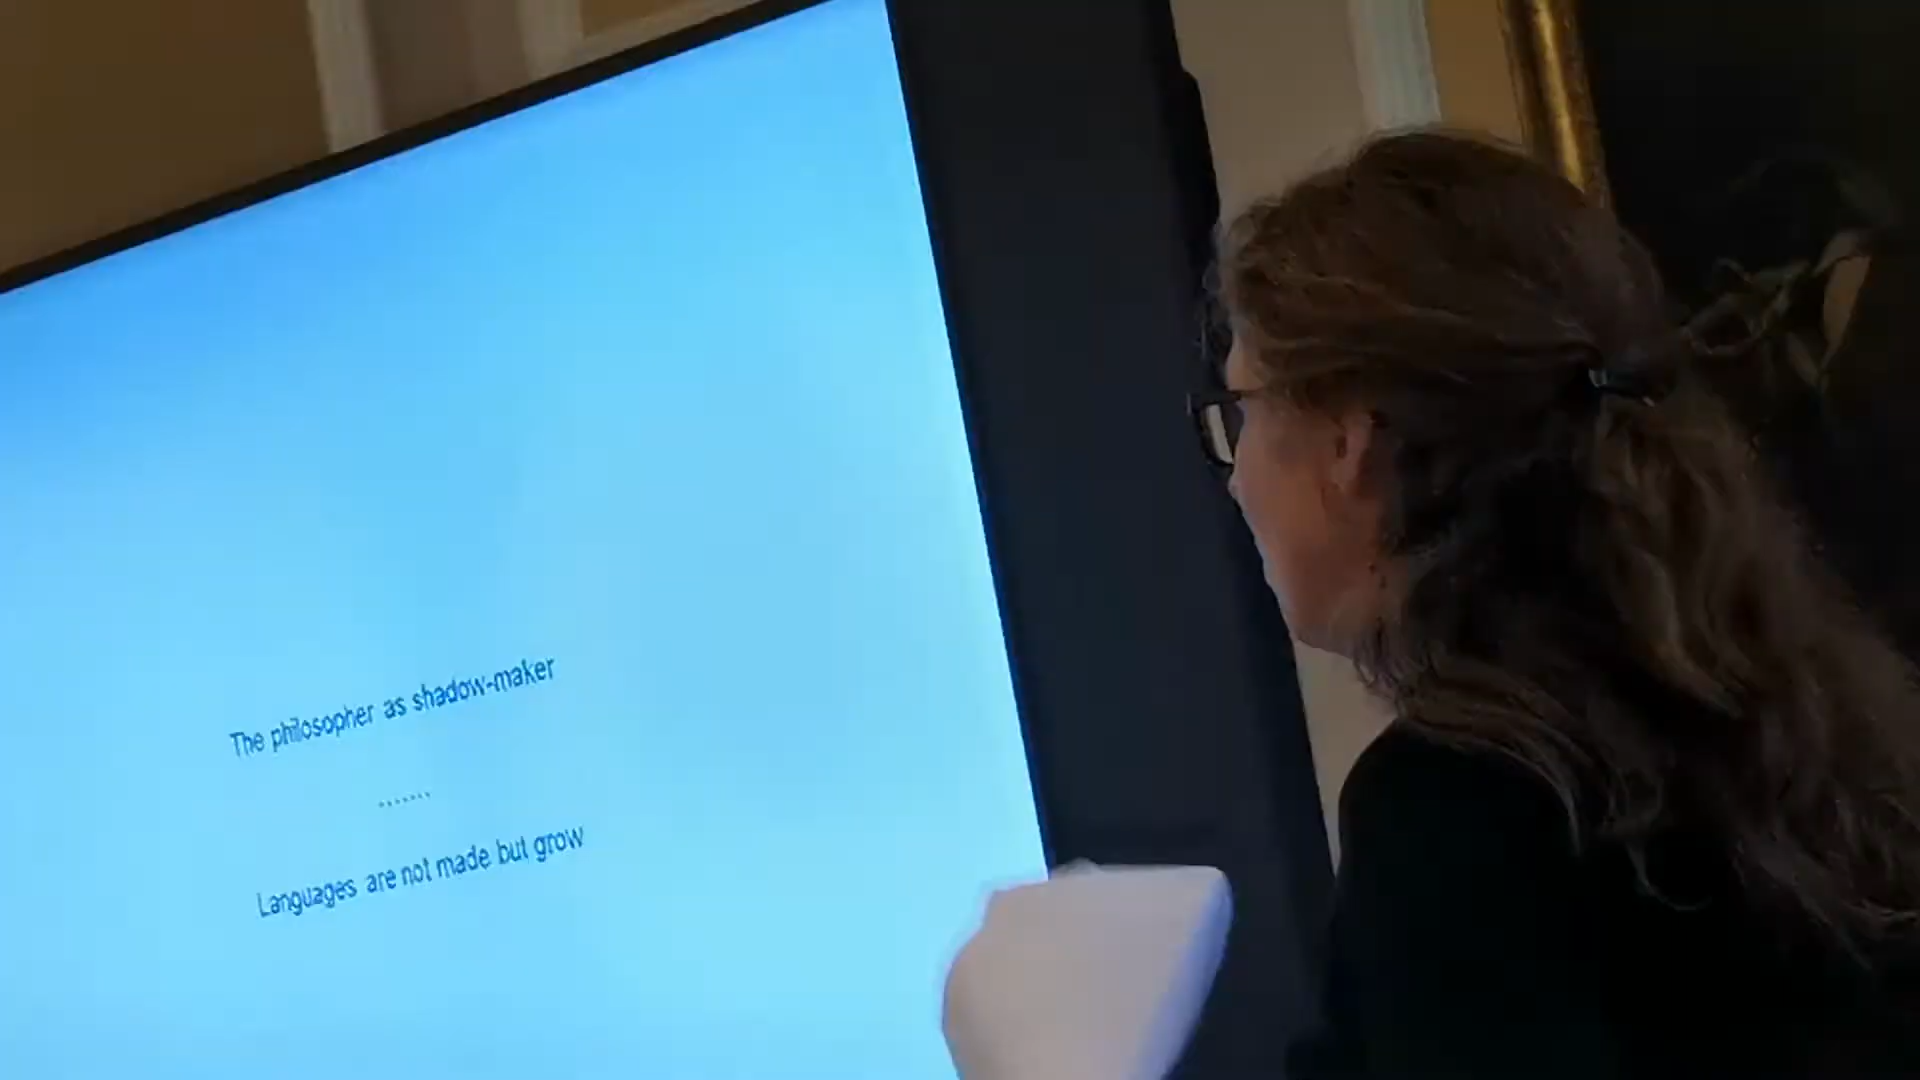 The philosopher as shadow-maker
.......
Languages are not made but grow